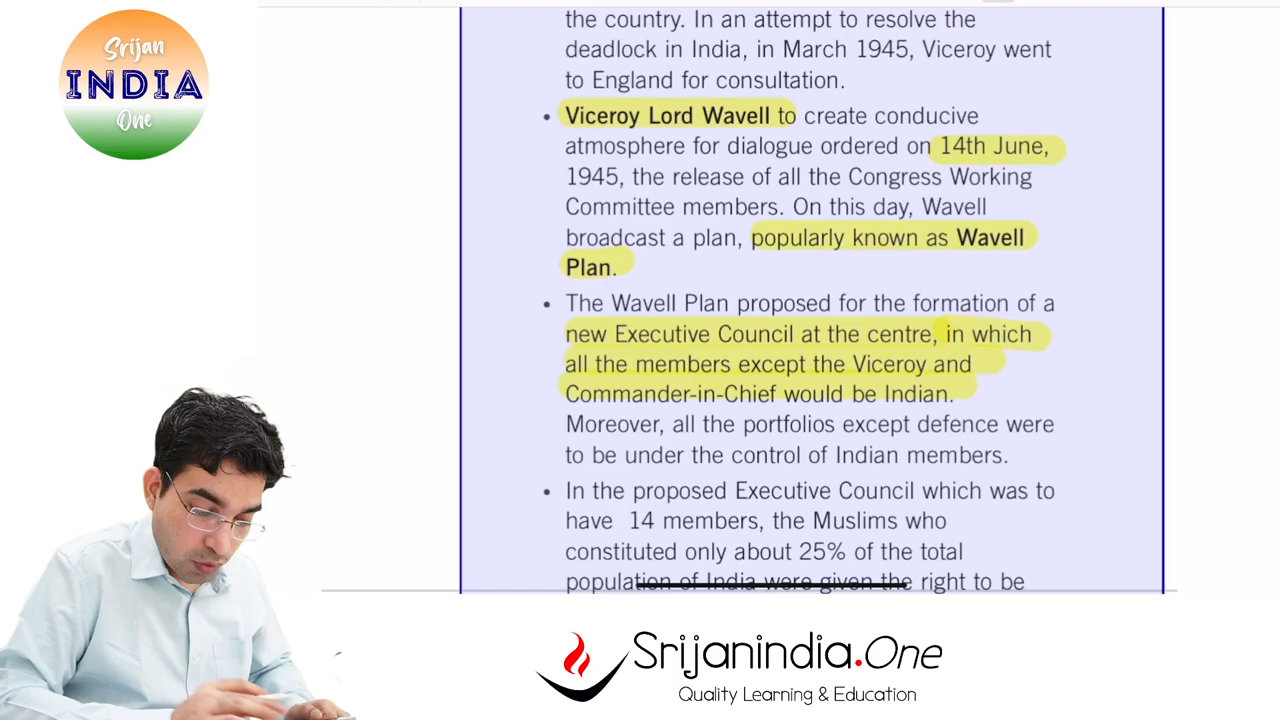 Srijan
INDIA
One
the country. In an attempt to resolve the
deadlock in India, in March 1945, Viceroy went
to England for consultation.
• Viceroy Lord Wavell to create conducive
atmosphere for dialogue ordered on 14th June,
1945, the release of all the Congress Working
Committee members. On this day, Wavell
broadcast a plan, popularly known as Wavell
Plan.
• The Wavell Plan proposed for the formation of a
new Executive Council at the centre, in which
all the members except the Viceroy and
Commander-in-Chief would be Indian.
Moreover, all the portfolios except defence were
to be under the control of Indian members.
• In the proposed Executive Council which was to
have 14 members, the Muslims who
constituted only about 25% of the total
population of India were given the right to be
Srijanindia.One
Quality Learning & Education